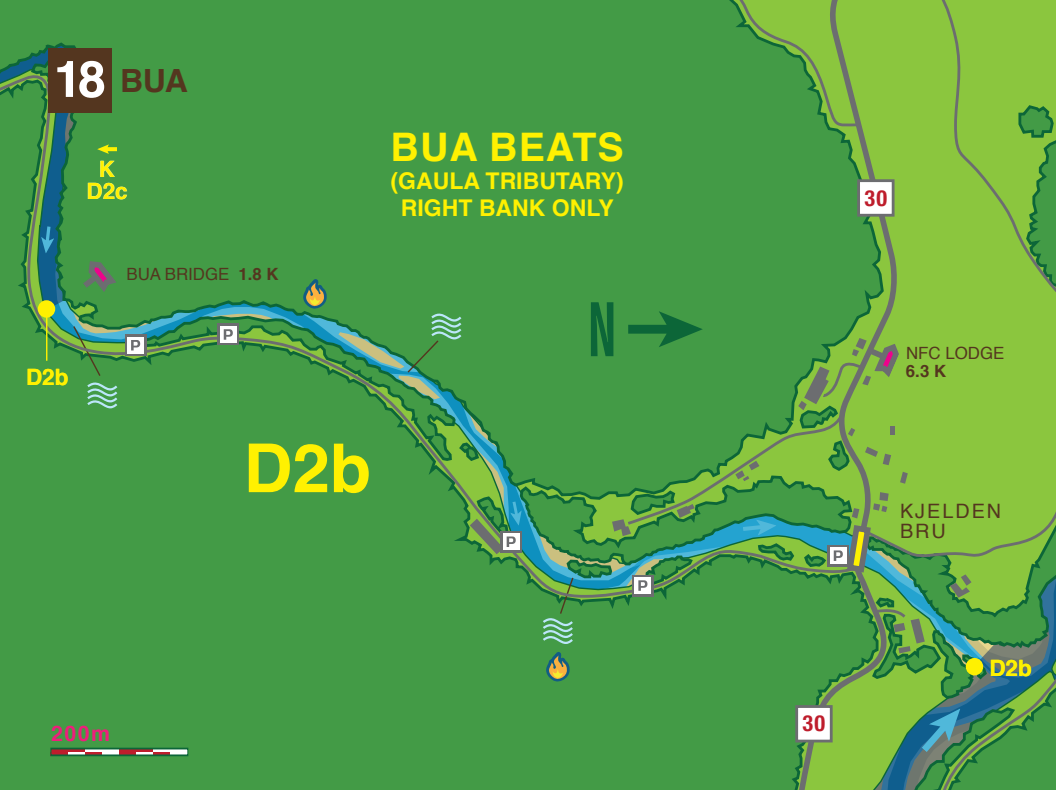 18 BUA
K
D2c
BUA BEATS
(GAULA TRIBUTARY)
RIGHT BANK ONLY
30
BUA BRIDGE 1.8 K
N
P
P
NFC LODGE
6.3 K
D2b
D2b
KJELDEN
BRU
P
P
P
D2b
30
200m